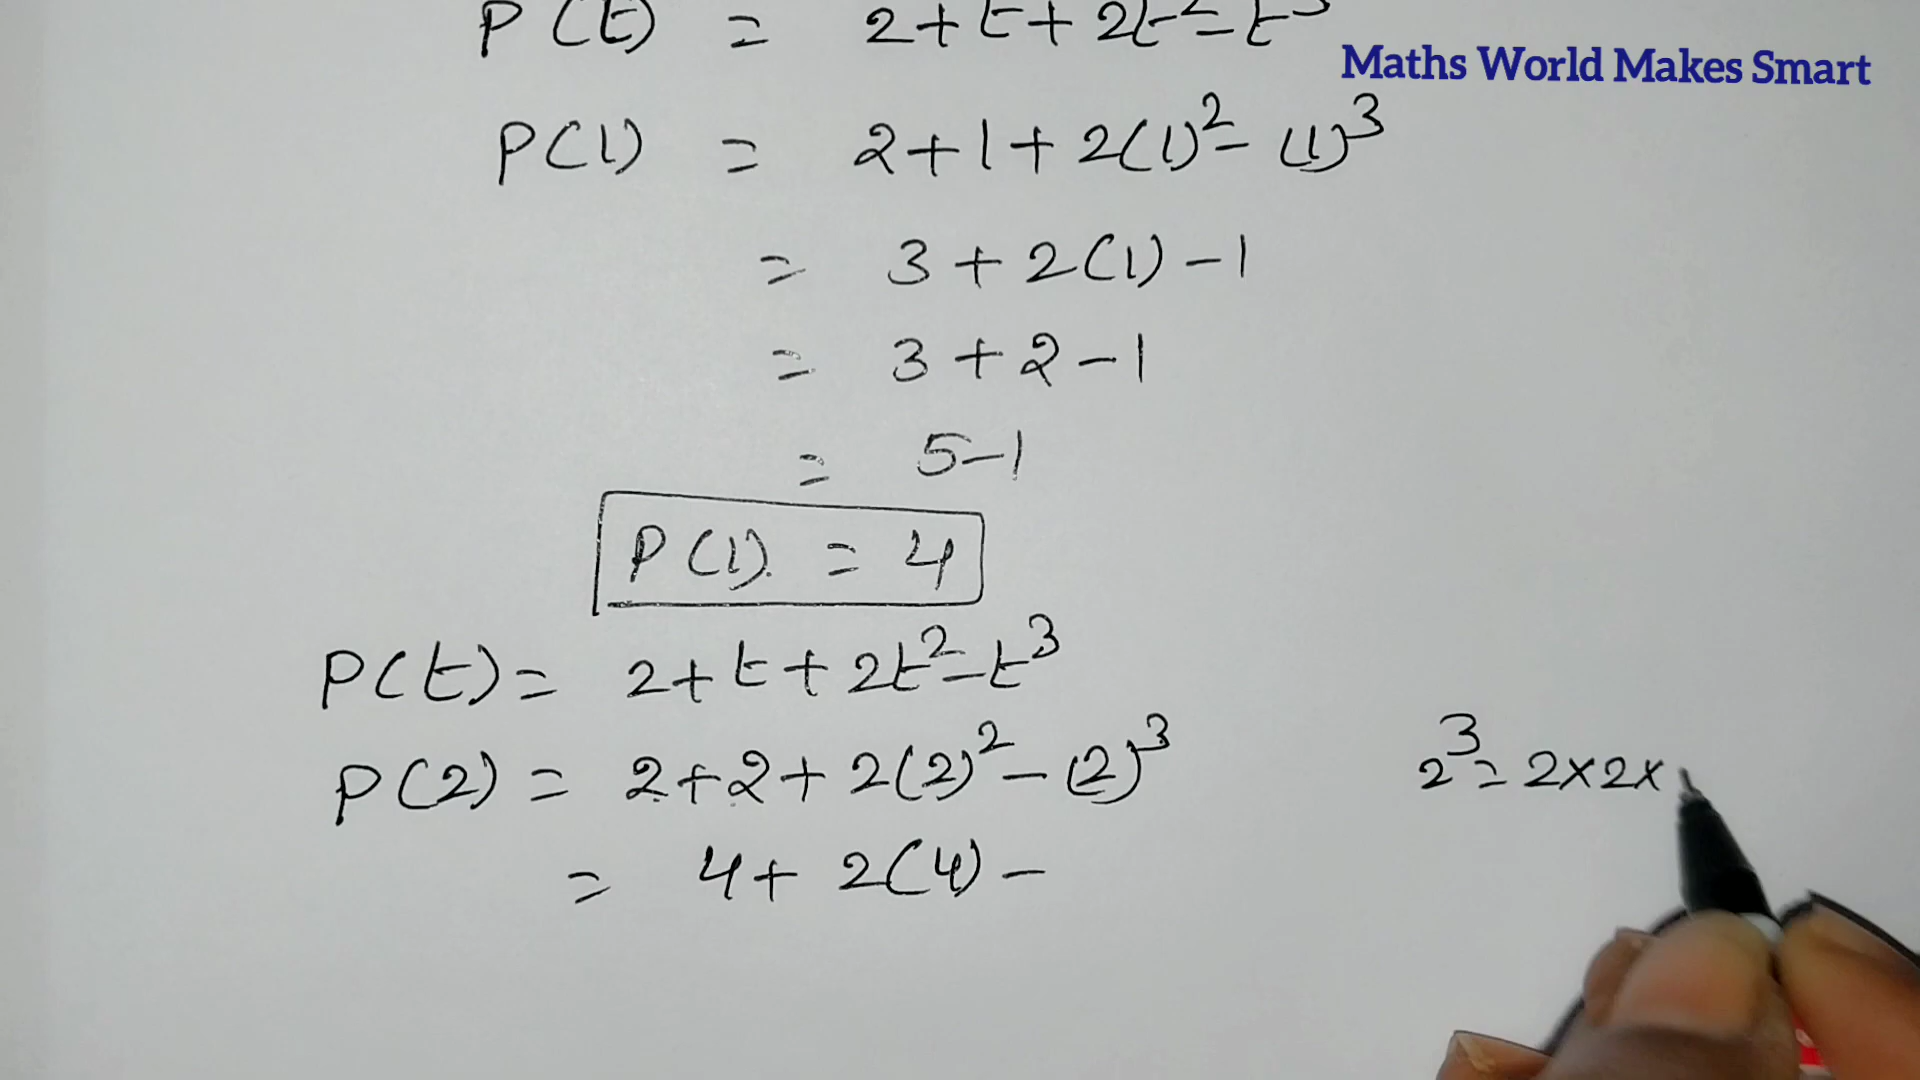 P(t) = 2+t+2t²-t³
Maths World Makes Smart
P(1) = 2+1+2(1)²-(1)³
= 3+2(1)-1
= 3+2-1
= 5-1
P(1). = 4
P(t)= 2+t+2t²-t³
P(2) = 2+2+2(2)²-(2)³
2³= 2×2×
= 4+ 2(4) -